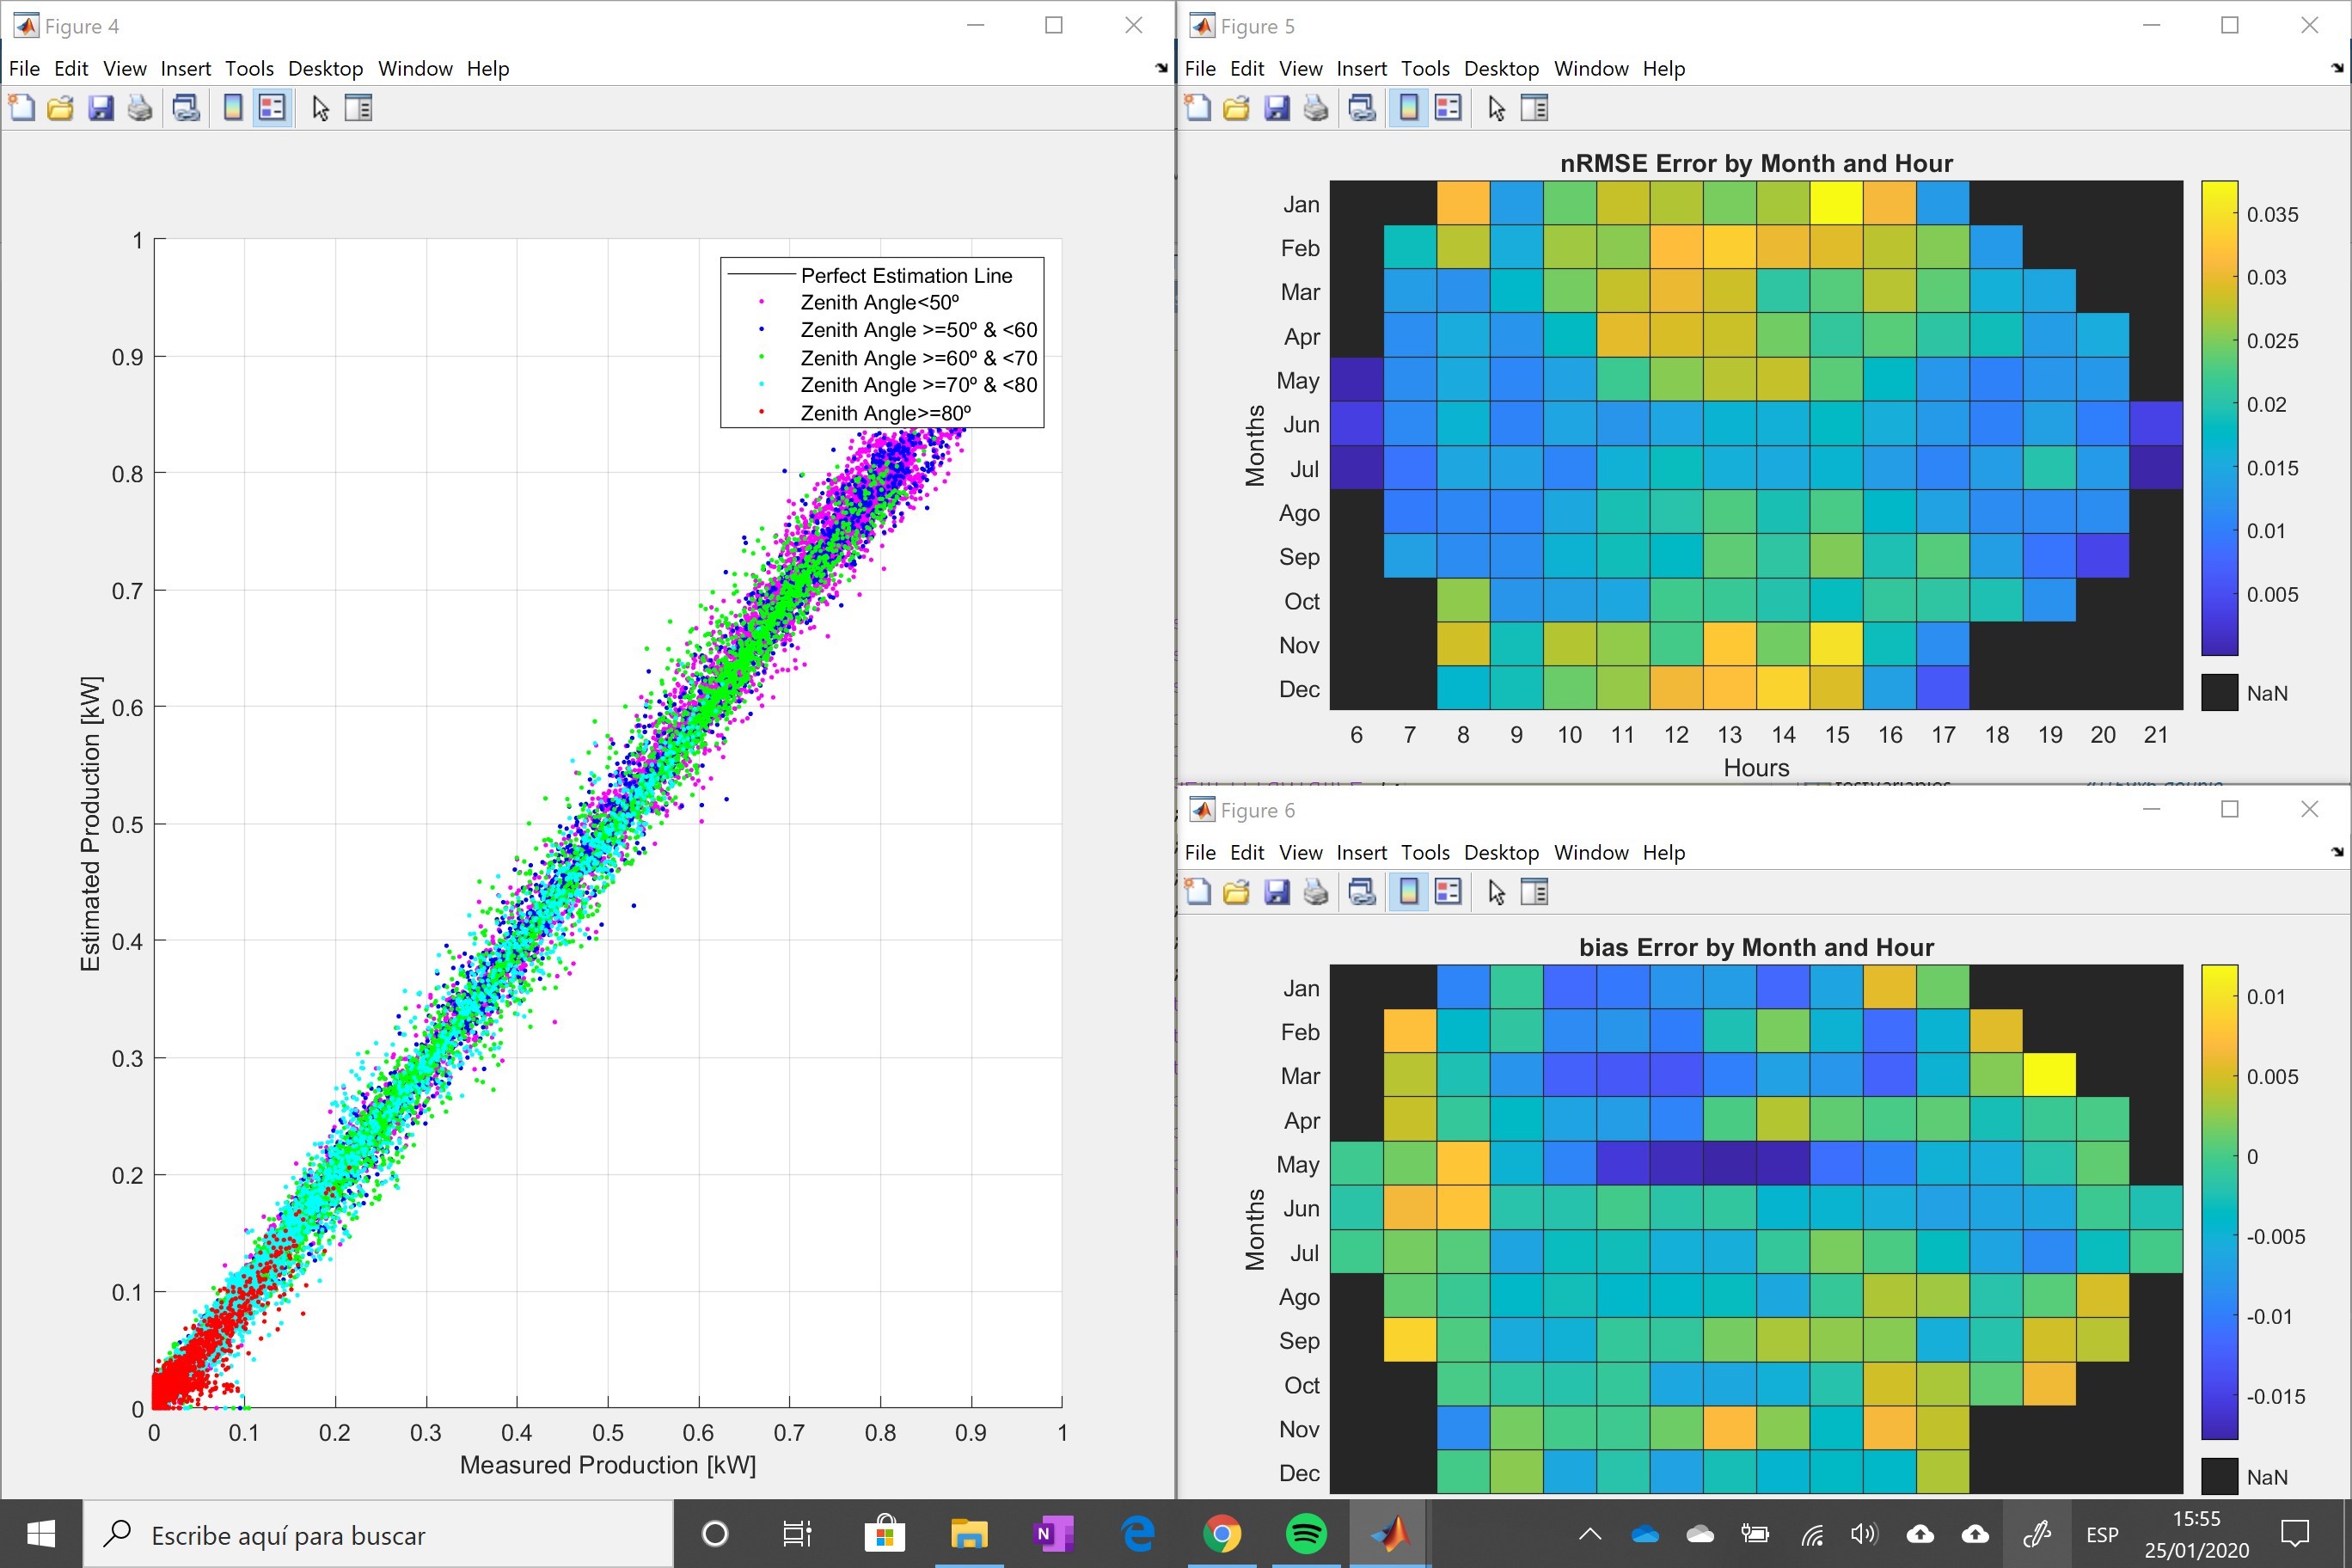 Figure 4
File Edit View Insert Tools Desktop Window Help
1
0.9
0.8
0.7
0.6
0.5
0.4
0.3
0.2
0.1
0
Estimated Production [kW]
Perfect Estimation Line
Zenith Angle<50º
Zenith Angle >=50º & <60
Zenith Angle >=60º & <70
Zenith Angle >=70º & <80
Zenith Angle>=80º
0 0.1 0.2 0.3 0.4 0.5 0.6 0.7 0.8 0.9 1
Measured Production [kW]
Figure 5
File Edit View Insert Tools Desktop Window Help
nRMSE Error by Month and Hour
Months
Jan
Feb
Mar
Apr
May
Jun
Jul
Ago
Sep
Oct
Nov
Dec
6 7 8 9 10 11 12 13 14 15 16 17 18 19 20 21
Hours
0.035
0.03
0.025
0.02
0.015
0.01
0.005
NaN
Figure 6
File Edit View Insert Tools Desktop Window Help
bias Error by Month and Hour
Months
Jan
Feb
Mar
Apr
May
Jun
Jul
Ago
Sep
Oct
Nov
Dec
0.01
0.005
0
-0.005
-0.01
-0.015
NaN
Escribe aquí para buscar
N
ESP
15:55
25/01/2020